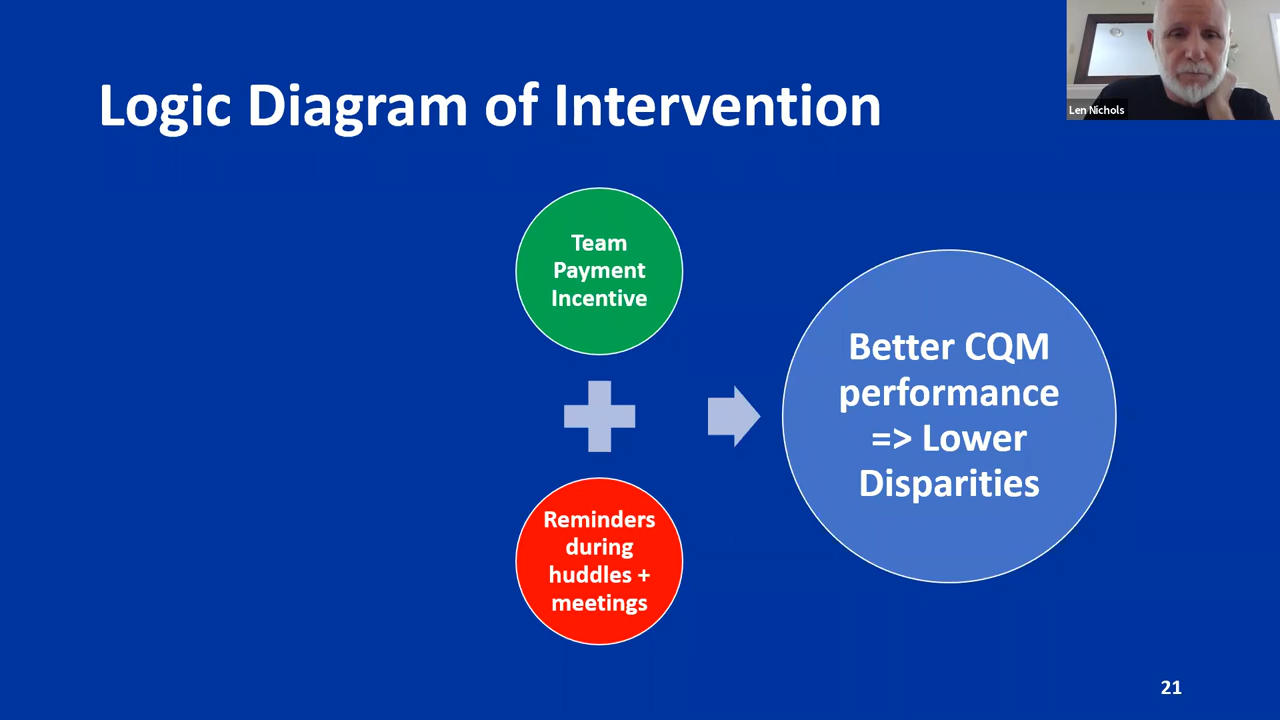 Logic Diagram of Intervention
Len Nichols
Team
Payment
Incentive
Reminders
during
huddles +
meetings
Better CQM
performance
=> Lower
Disparities
21